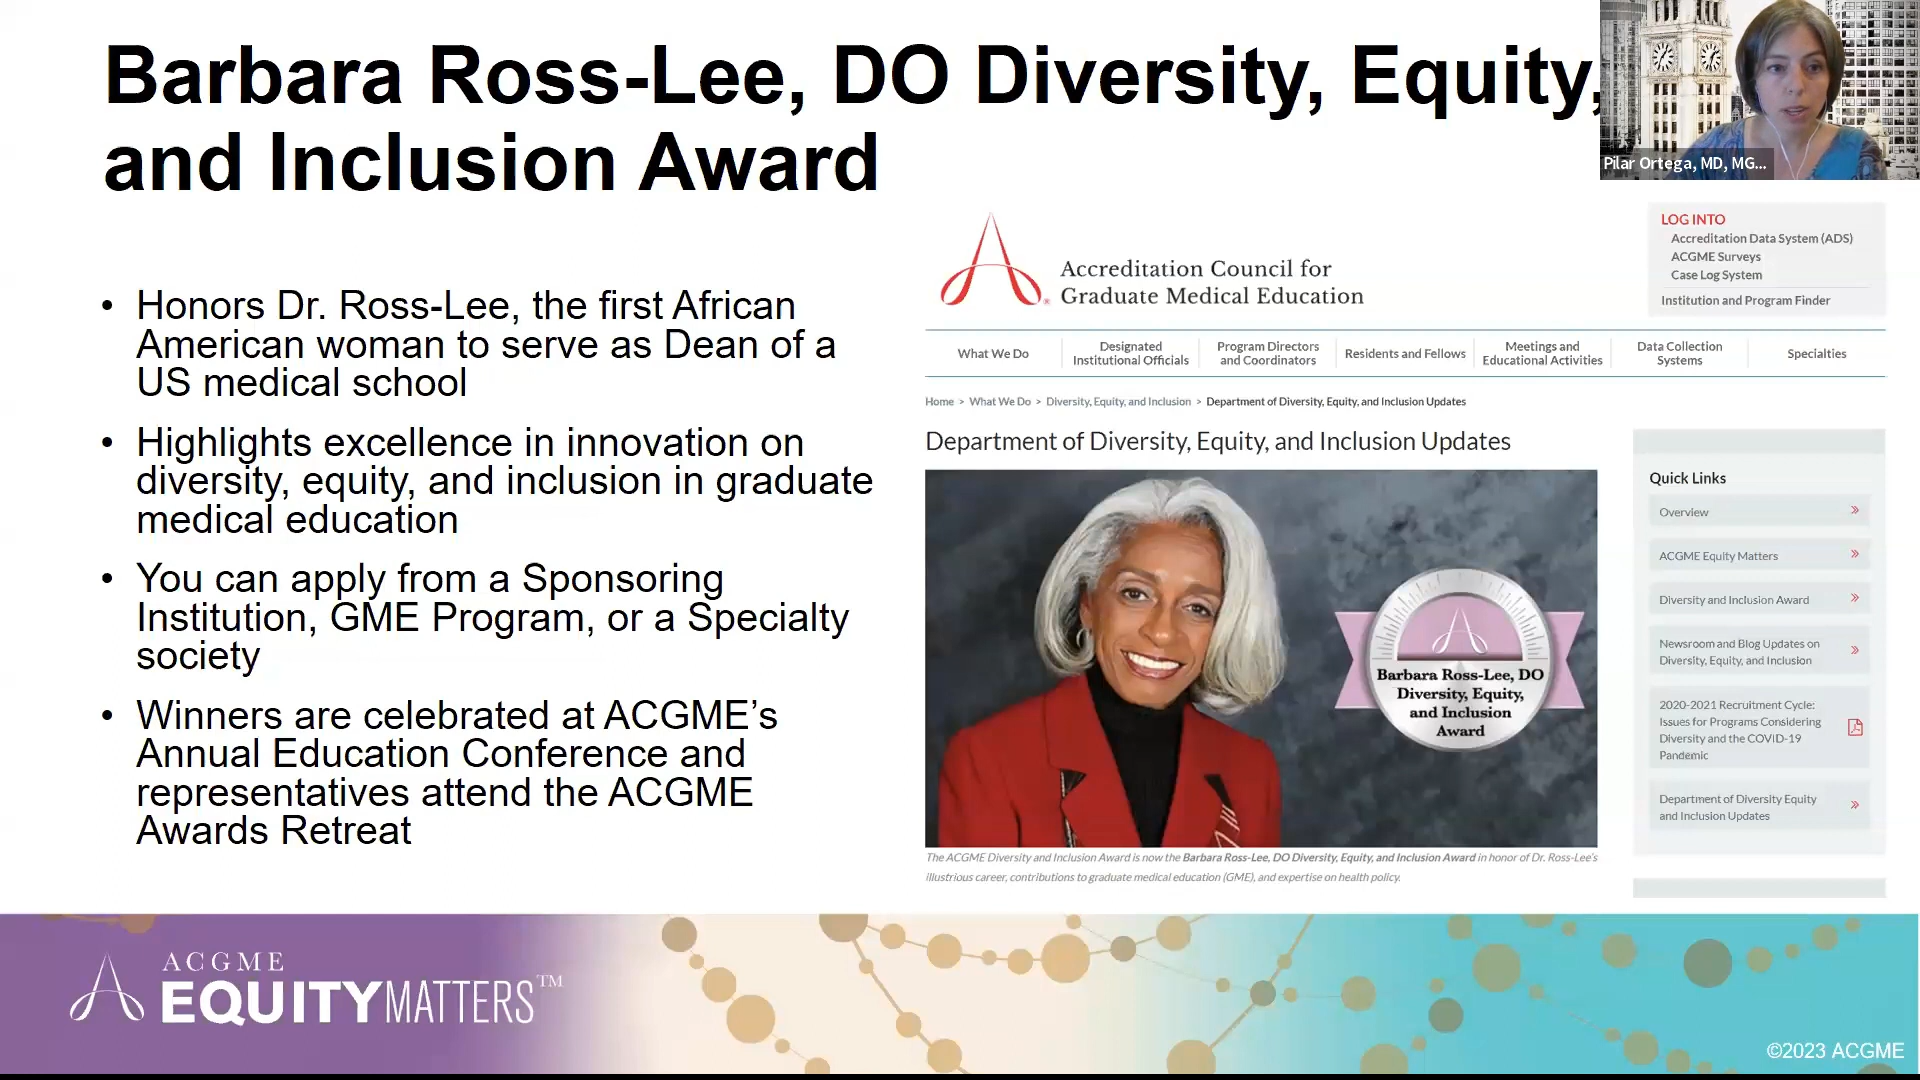 Barbara Ross-Lee, DO Diversity, Equity,
and Inclusion Award
Pilar Ortega, MD, MG...
• Honors Dr. Ross-Lee, the first African
American woman to serve as Dean of a
US medical school
• Highlights excellence in innovation on
diversity, equity, and inclusion in graduate
medical education
• You can apply from a Sponsoring
Institution, GME Program, or a Specialty
society
• Winners are celebrated at ACGME’s
Annual Education Conference and
representatives attend the ACGME
Awards Retreat
Accreditation Council for
Graduate Medical Education
LOG INTO
Accreditation Data System (ADS)
ACGME Surveys
Case Log System
Institution and Program Finder
What We Do
Designated
Institutional Officials
Program Directors
and Coordinators
Residents and Fellows
Meetings and
Educational Activities
Data Collection
Systems
Specialties
Home > What We Do > Diversity, Equity, and Inclusion > Department of Diversity, Equity, and Inclusion Updates
Department of Diversity, Equity, and Inclusion Updates
Barbara Ross-Lee, DO
Diversity, Equity,
and Inclusion
Award
The ACGME Diversity and Inclusion Award is now the Barbara Ross-Lee, DO Diversity, Equity, and Inclusion Award in honor of Dr. Ross-Lee's
illustrious career, contributions to graduate medical education (GME), and expertise on health policy.
Quick Links
Overview
ACGME Equity Matters
Diversity and Inclusion Award
Newsroom and Blog Updates on
Diversity, Equity, and Inclusion
2020-2021 Recruitment Cycle:
Issues for Programs Considering
Diversity and the COVID-19
Pandemic
Department of Diversity Equity
and Inclusion Updates
ACGME
EQUITYMATTERS™
©2023 ACGME